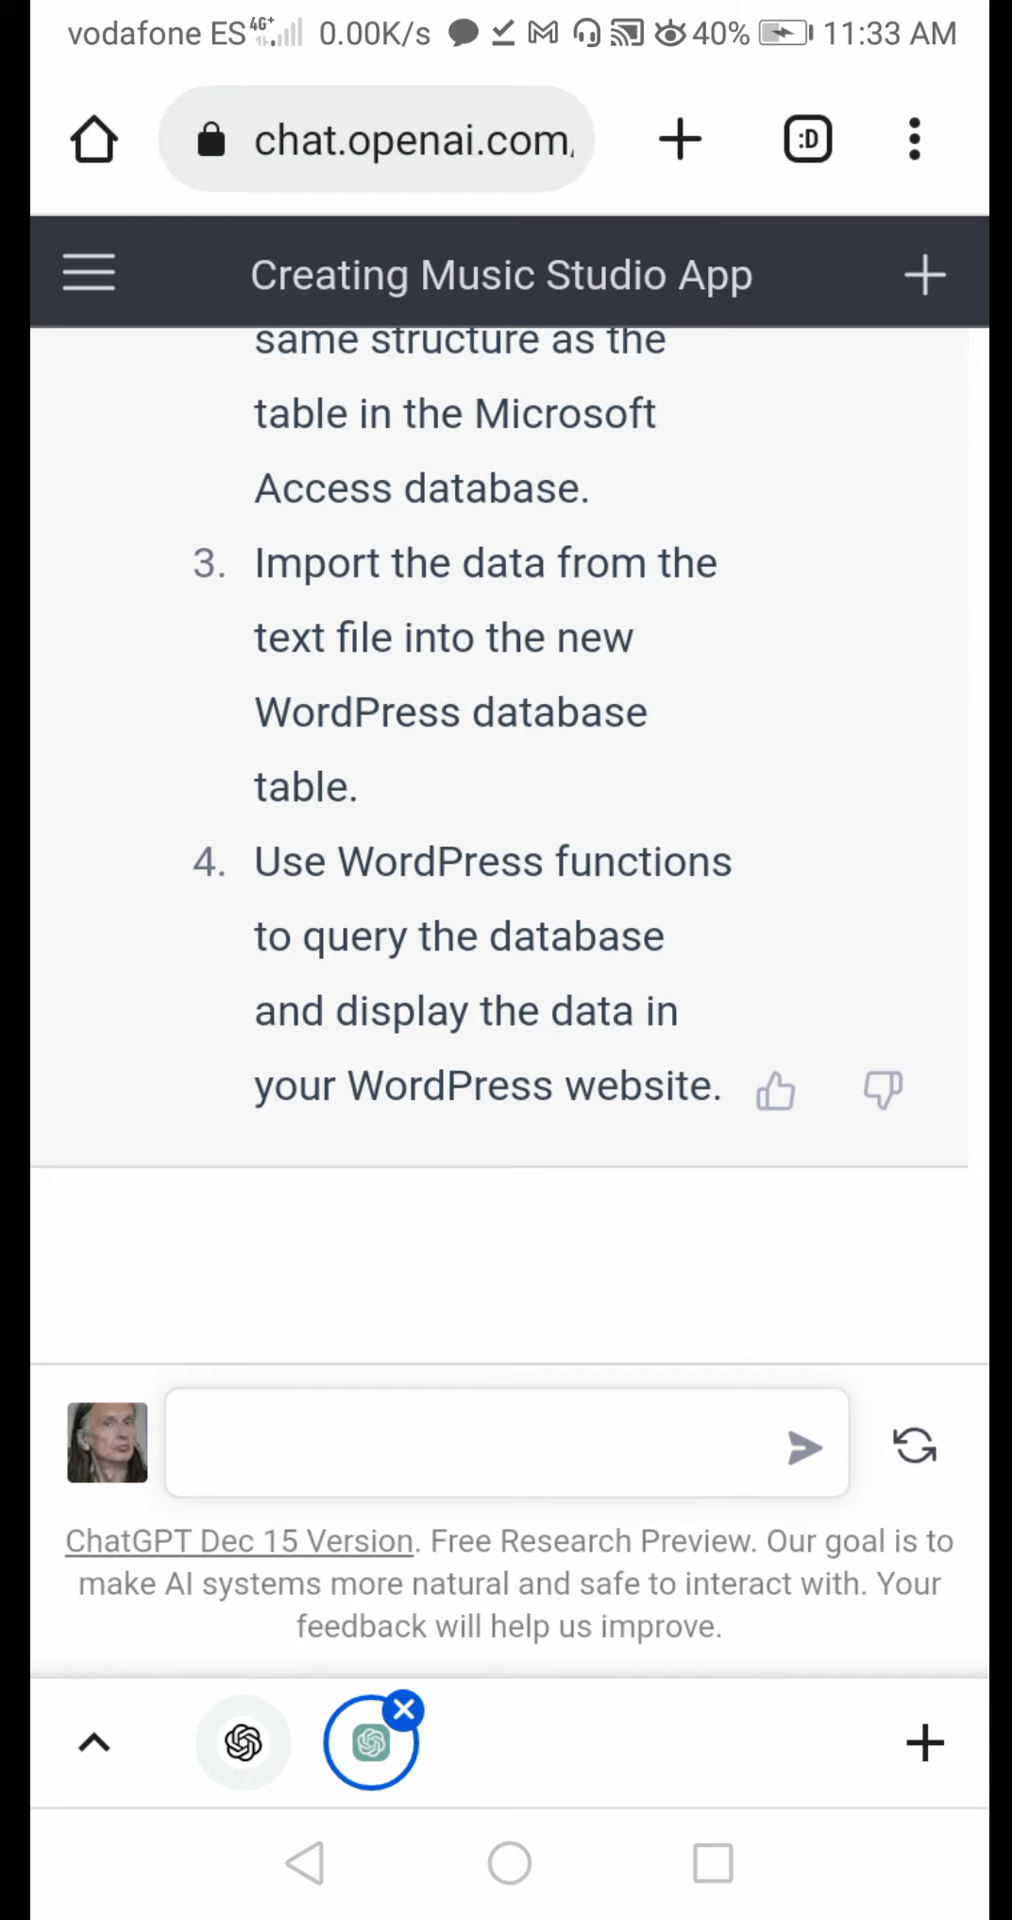 vodafone ES 4G+ 0.00K/s 40% 11:33 AM
chat.openai.com
:D
Creating Music Studio App
same structure as the
table in the Microsoft
Access database.
3. Import the data from the
text file into the new
WordPress database
table.
4. Use WordPress functions
to query the database
and display the data in
your WordPress website.
ChatGPT Dec 15 Version. Free Research Preview. Our goal is to
make AI systems more natural and safe to interact with. Your
feedback will help us improve.